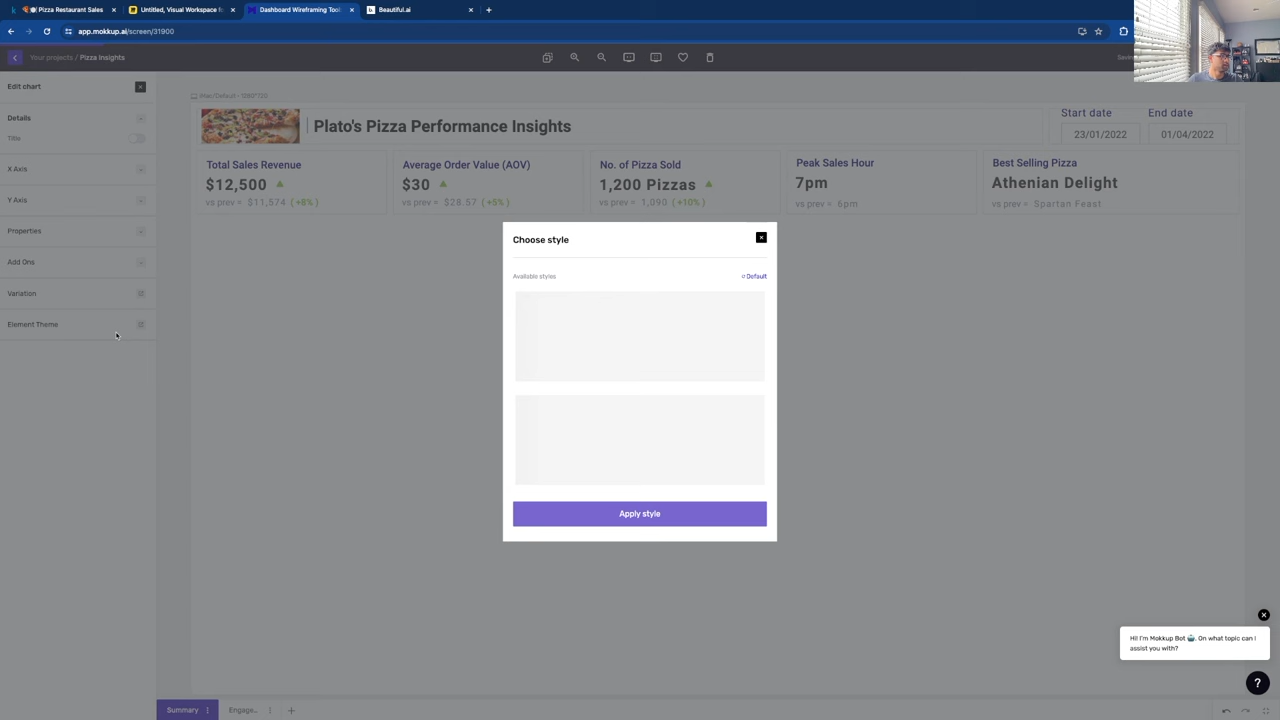 Pizza Restaurant Sales
Untitled, Visual Workspace f
Dashboard Wireframing Tool
Beautiful.ai
app.mokkup.ai/screen/31900
Your projects / Pizza Insights
Saving
Edit chart
Details
Title
X Axis
Y Axis
Properties
Add Ons
Variation
Element Theme
Plato's Pizza Performance Insights
Start date
End date
23/01/2022
01/04/2022
Total Sales Revenue
$12,500
vs prev = $11,574 (+8%)
Average Order Value (AOV)
$30
vs prev = $28.57 (+5%)
No. of Pizza Sold
1,200 Pizzas
vs prev = 1,090 (+10%)
Peak Sales Hour
7pm
vs prev = 6pm
Best Selling Pizza
Athenian Delight
vs prev = Spartan Feast
Choose style
Available styles
Default
Apply style
Hi! I'm Mokkup Bot 🤖. On what topic can I
assist you with?
?
Summary
Engage...